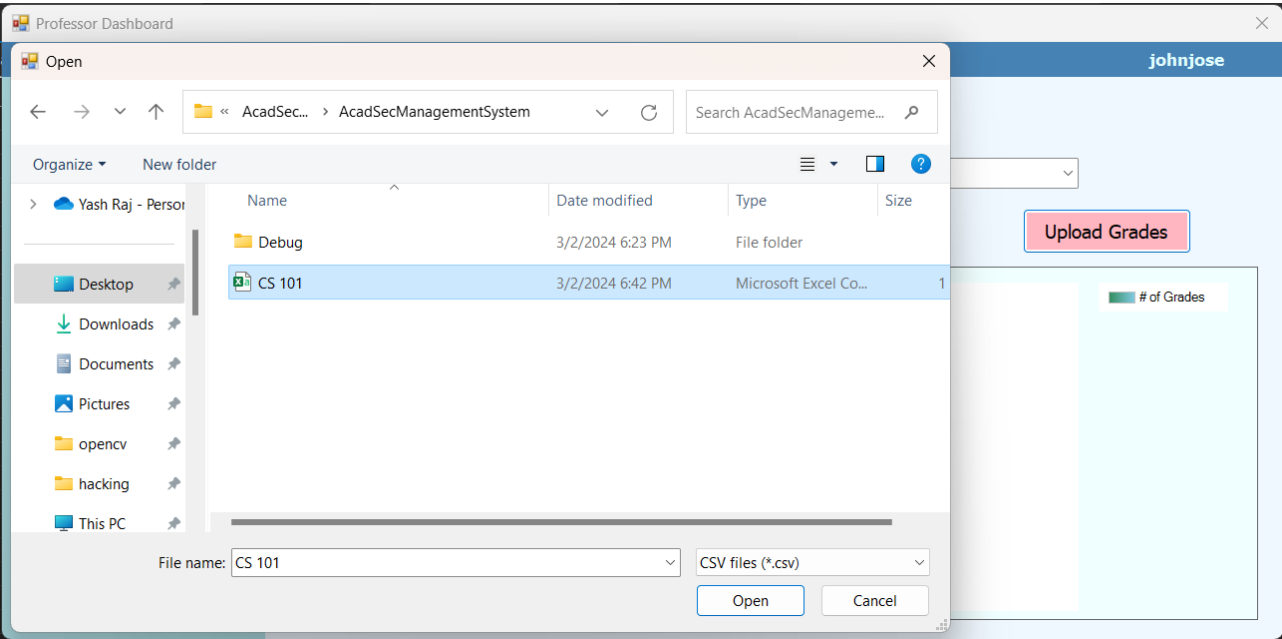 Professor Dashboard
johnjose
Open
« AcadSec... › AcadSecManagementSystem
Search AcadSecManageme...
Organize
New folder
Name Date modified Type Size
Yash Raj - Persor
Debug 3/2/2024 6:23 PM File folder
CS 101 3/2/2024 6:42 PM Microsoft Excel Co... 1
Desktop
Downloads
Documents
Pictures
opencv
hacking
This PC
Upload Grades
# of Grades
File name: CS 101 CSV files (*.csv)
Open Cancel